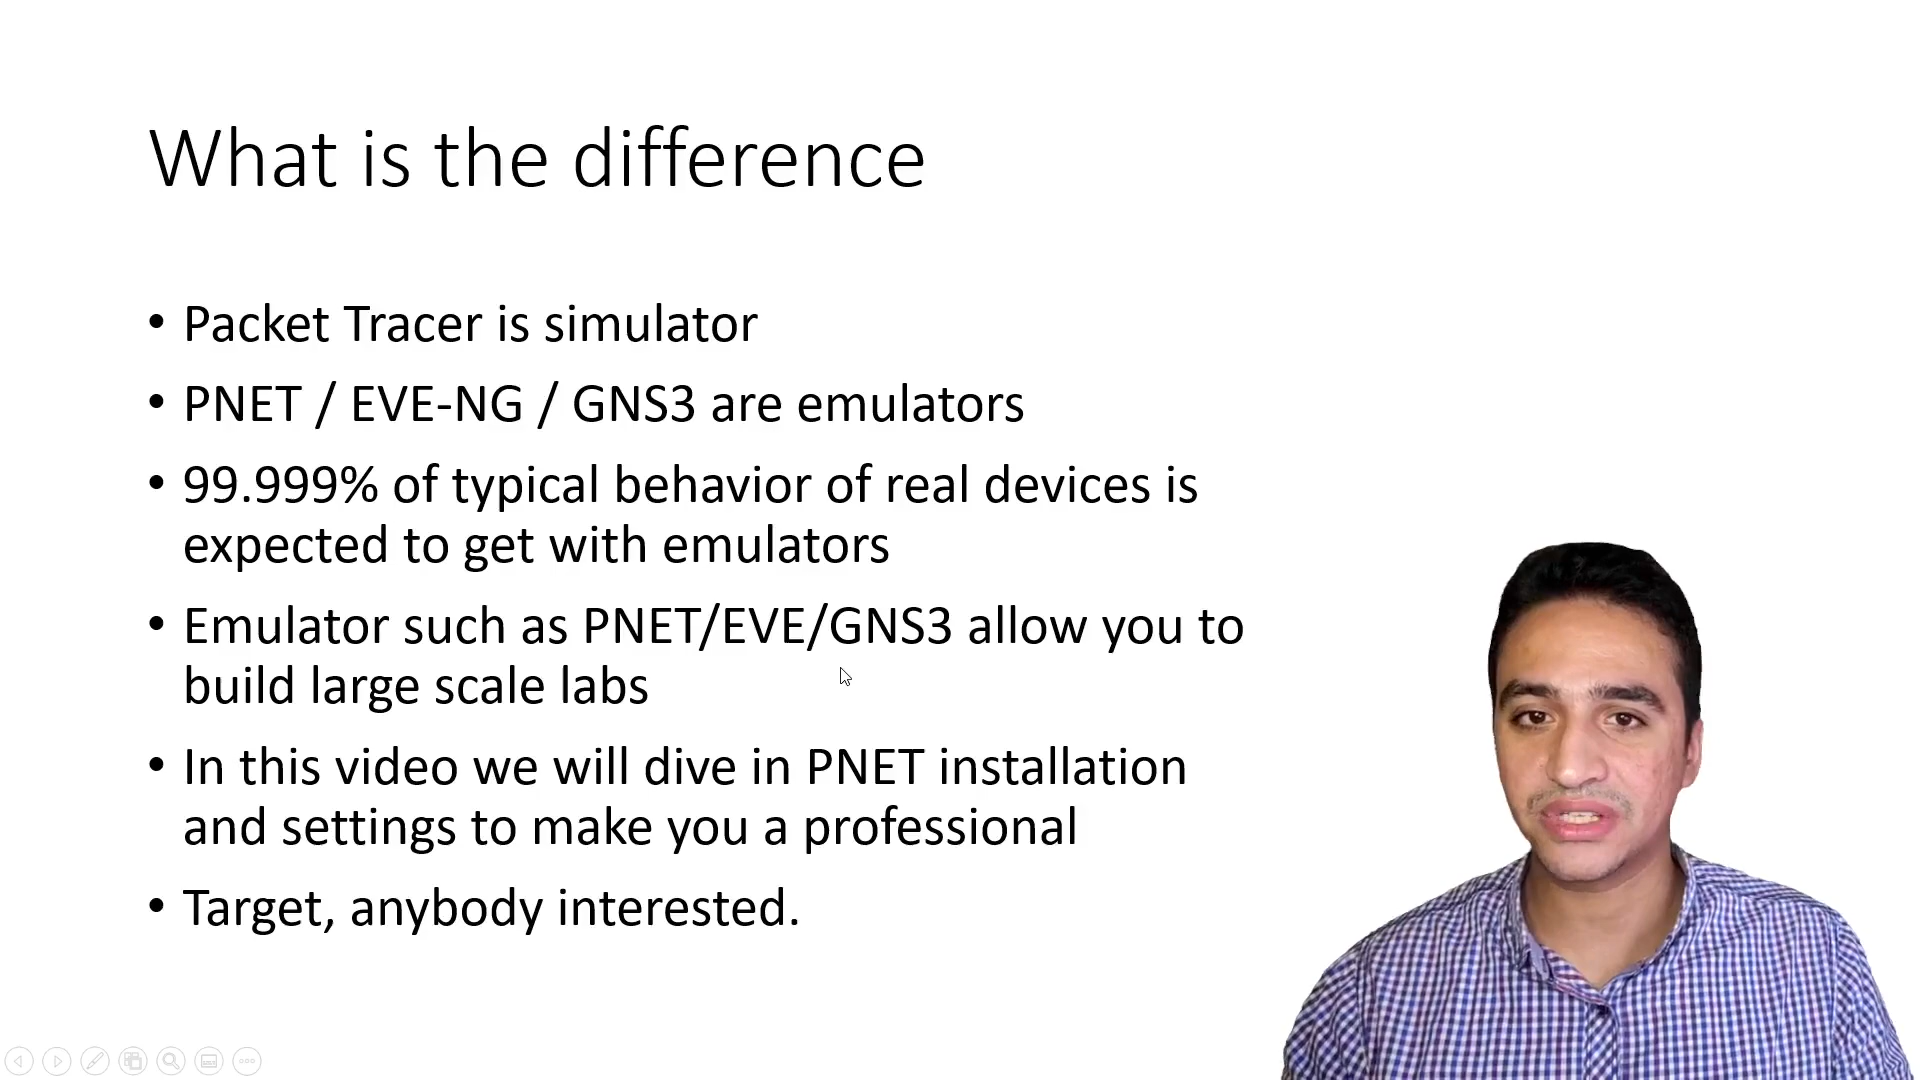 What is the difference
• Packet Tracer is simulator
• PNET / EVE-NG / GNS3 are emulators
• 99.999% of typical behavior of real devices is
expected to get with emulators
• Emulator such as PNET/EVE/GNS3 allow you to
build large scale labs
• In this video we will dive in PNET installation
and settings to make you a professional
• Target, anybody interested.